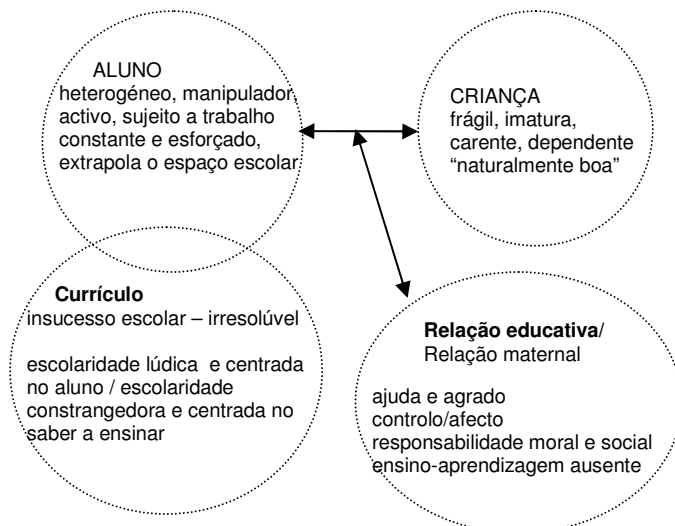 ALUNO
heterogéneo, manipulador,
activo, sujeito a trabalho
constante e esforçado,
extrapola o espaço escolar
CRIANÇA
frágil, imatura,
carente, dependente
“naturalmente boa”
Currículo
insucesso escolar – irresolúvel
escolaridade lúdica e centrada
no aluno / escolaridade
constrangedora e centrada no
saber a ensinar
Relação educativa/
Relação maternal
ajuda e agrado
controlo/afecto
responsabilidade moral e social
ensino-aprendizagem ausente